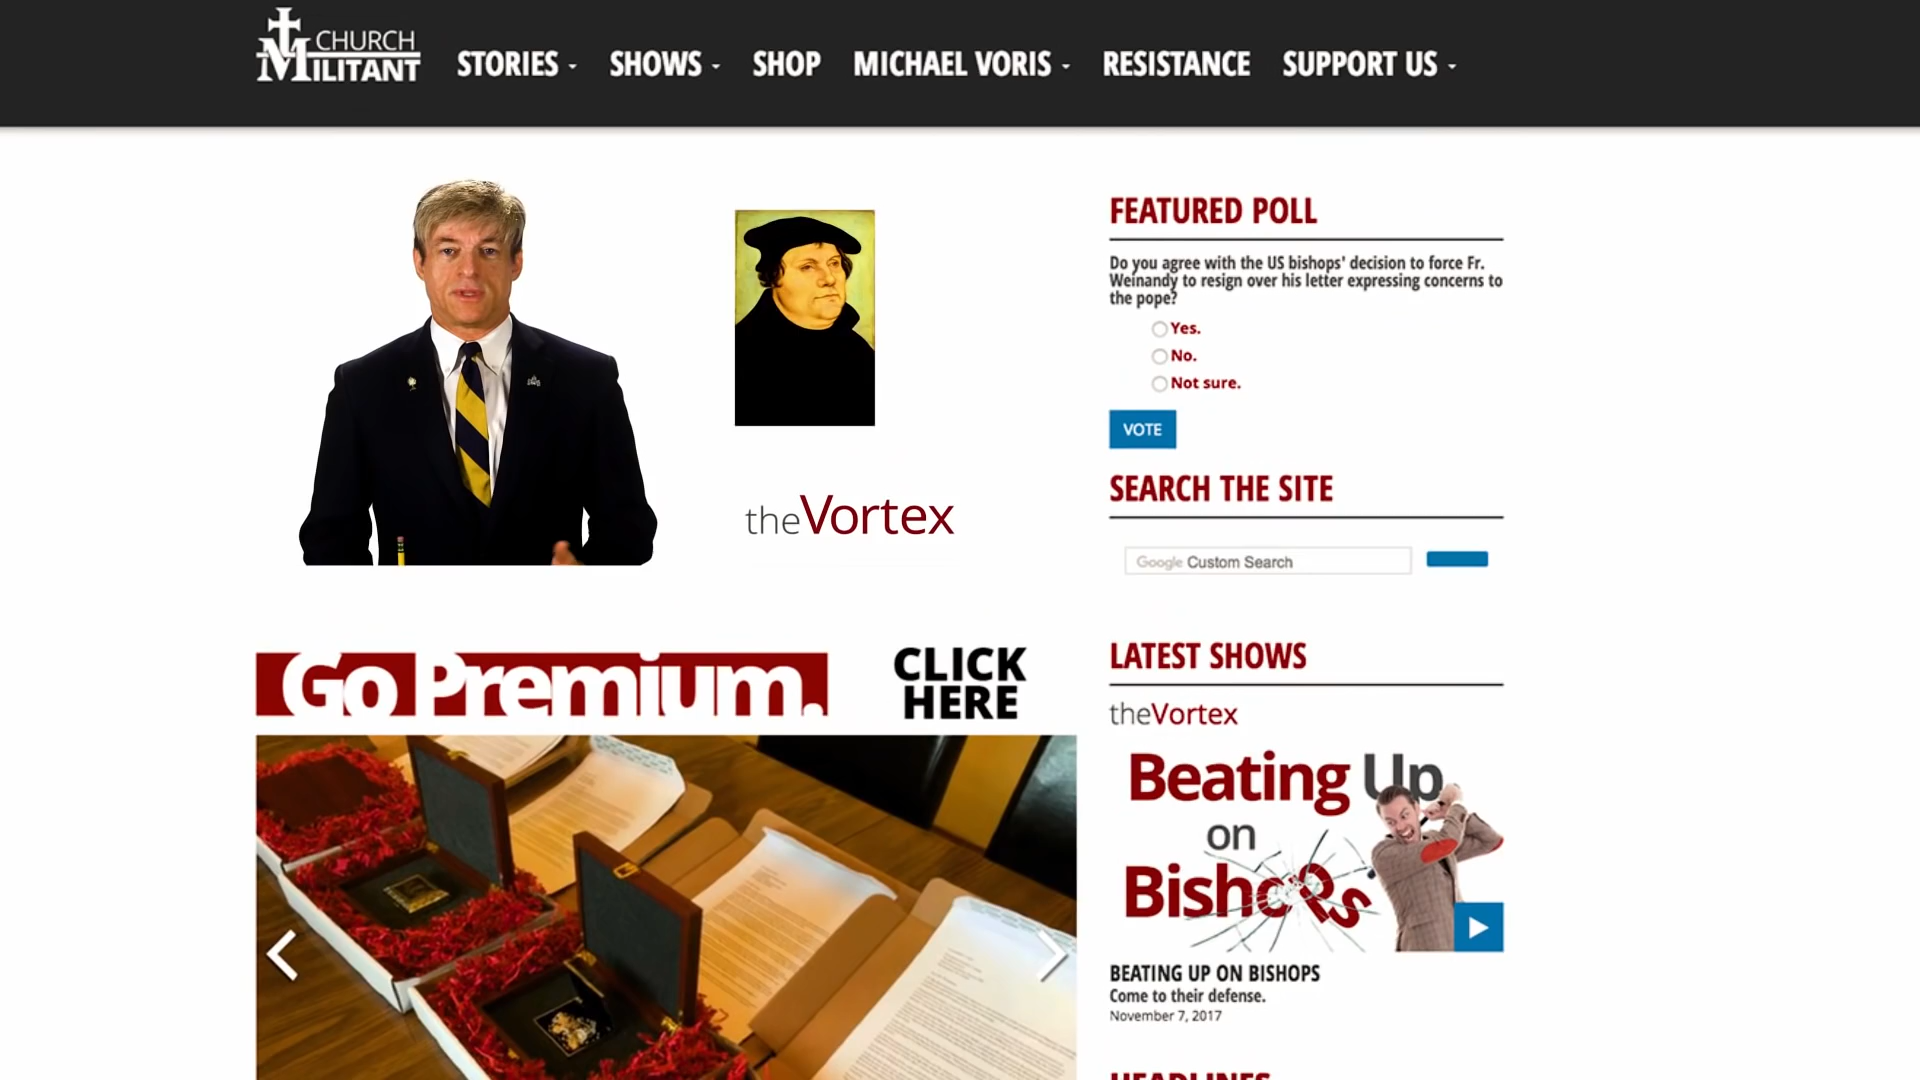 CHURCH
MILITANT
STORIES
SHOWS
SHOP
MICHAEL VORIS
RESISTANCE
SUPPORT US
theVortex
Go Premium.
CLICK
HERE
FEATURED POLL
Do you agree with the US bishops' decision to force Fr.
Weinandy to resign over his letter expressing concerns to
the pope?
Yes.
No.
Not sure.
VOTE
SEARCH THE SITE
Google Custom Search
LATEST SHOWS
theVortex
Beating Up
on
Bishops
BEATING UP ON BISHOPS
Come to their defense.
November 7, 2017
HEADLINES